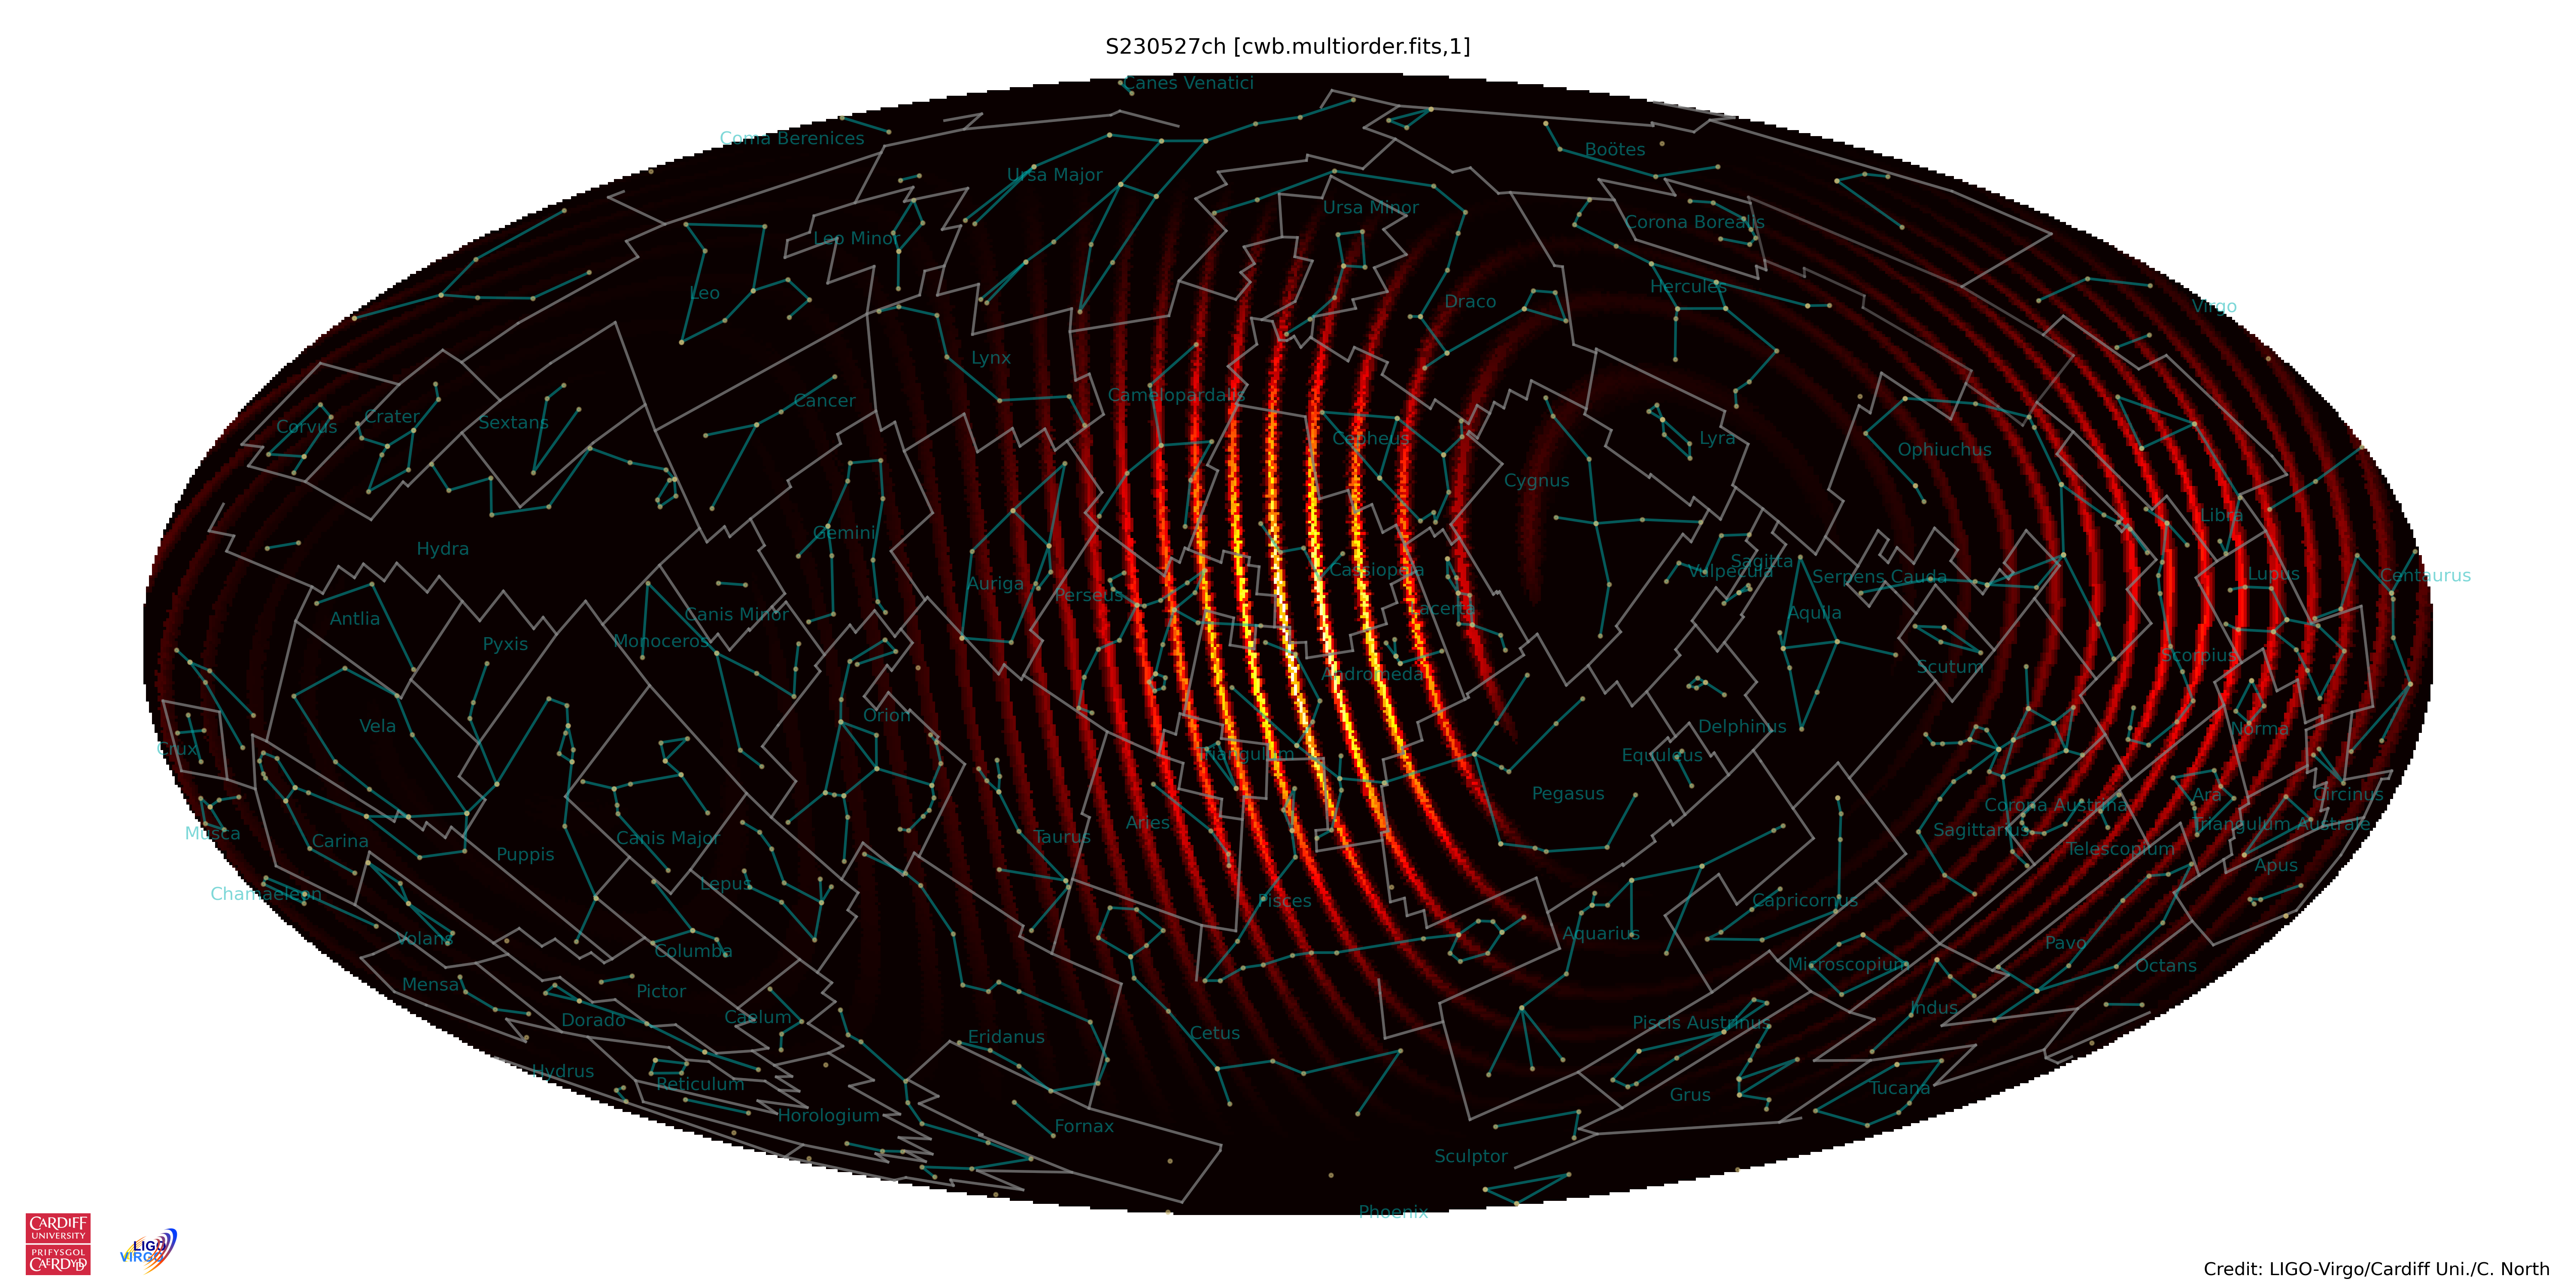 S230527ch [cwb.multiorder.fits,1]
Canes Venatici
Coma Berenices
Boötes
Ursa Major
Ursa Minor
Corona Borealis
Leo Minor
Hercules
Leo
Draco
Virgo
Lynx
Camelopardalis
Cancer
Crater
Sextans
Corvus
Cepheus
Lyra
Ophiuchus
Cygnus
Libra
Gemini
Hydra
Sagitta
Cassiopeia
Vulpecula
Serpens Cauda
Lupus
Centaurus
Auriga
Perseus
Lacerta
Aquila
Canis Minor
Antlia
Monoceros
Pyxis
Scorpius
Scutum
Andromeda
Orion
Vela
Delphinus
Norma
Crux
Triangulum
Equuleus
Pegasus
Ara
Circinus
Corona Austrina
Aries
Triangulum Australe
Musca
Sagittarius
Taurus
Canis Major
Carina
Telescopium
Puppis
Apus
Lepus
Chamaeleon
Pisces
Capricornus
Aquarius
Volans
Pavo
Columba
Microscopium
Octans
Mensa
Pictor
Indus
Caelum
Dorado
Piscis Austrinus
Cetus
Eridanus
Hydrus
Reticulum
Tucana
Grus
Horologium
Fornax
Sculptor
Phoenix
CARDIFF
UNIVERSITY
PRIFYSGOL
CAERDYDD
LIGO
VIRGO
Credit: LIGO-Virgo/Cardiff Uni./C. North